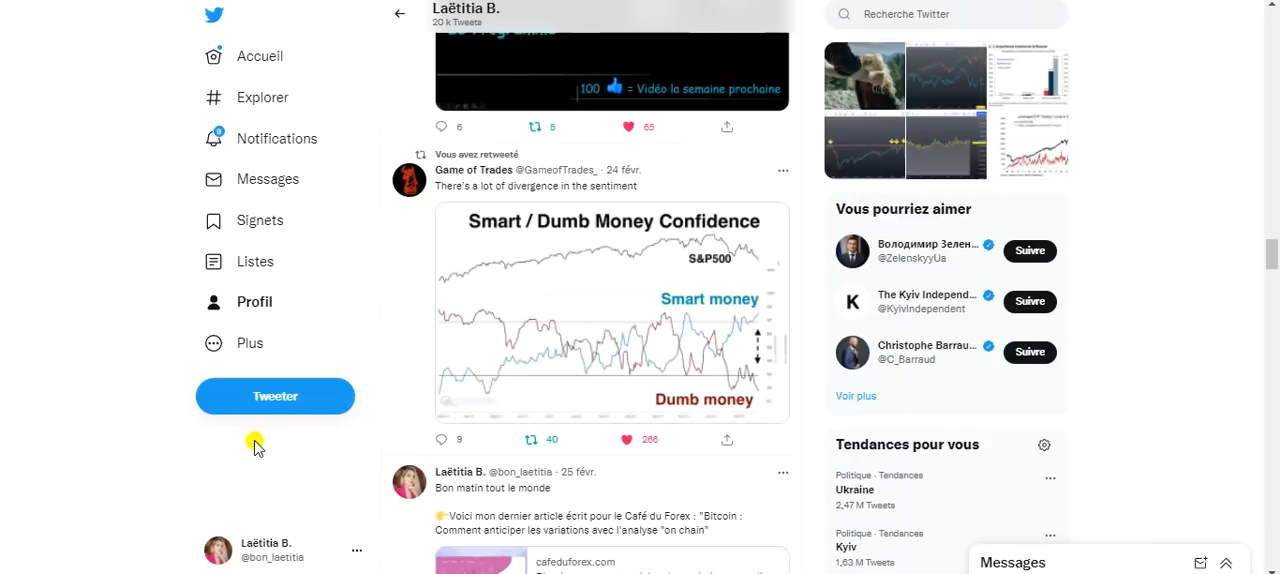 Accueil
Explorer
9
Notifications
Messages
Signets
Listes
Profil
Plus
Tweeter
Laëtitia B.
@bon_laetitia
Laëtitia B.
20 k Tweets
100 👍 = Vidéo la semaine prochaine
6 5 65
Vous avez retweeté
Game of Trades @GameofTrades_ · 24 févr.
There's a lot of divergence in the sentiment
Smart / Dumb Money Confidence
S&P500
Smart money
Dumb money
9 40 266
Laëtitia B. @bon_laetitia · 25 févr.
Bon matin tout le monde
👉Voici mon dernier article écrit pour le Café du Forex : "Bitcoin :
Comment anticiper les variations avec l'analyse "on chain"
cafeduforex.com
Recherche Twitter
Vous pourriez aimer
Володимир Зелен...
@ZelenskyyUa
Suivre
K
The Kyiv Independ...
@KyivIndependent
Suivre
Christophe Barrau...
@C_Barraud
Suivre
Voir plus
Tendances pour vous
Politique · Tendances
Ukraine
2,47 M Tweets
Politique · Tendances
Kyiv
1,63 M Tweets
Messages